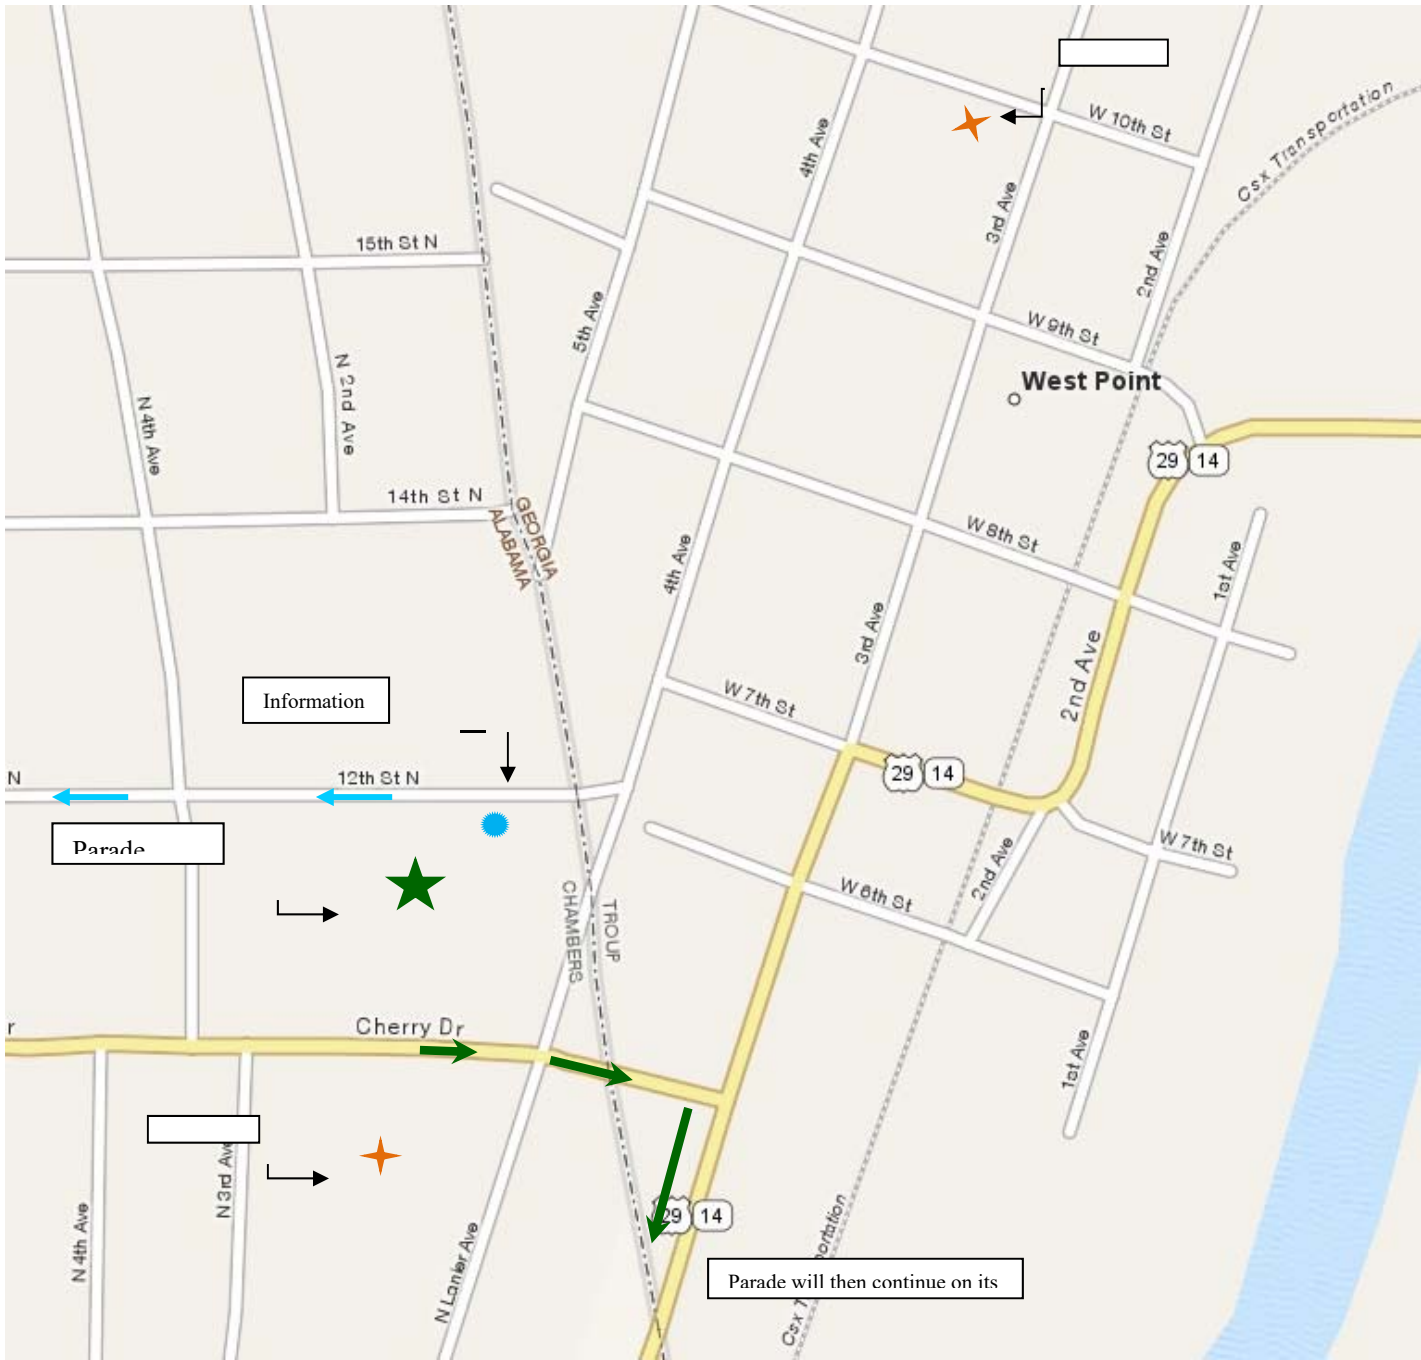 W 10th St
Csx Transportation
4th Ave
3rd Ave
2nd Ave
15th St N
5th Ave
W 9th St
N 2nd Ave
West Point
N 4th Ave
29
14
14th St N
GEORGIA
ALABAMA
W 8th St
1st Ave
4th Ave
3rd Ave
2nd Ave
Information
W 7th St
N
12th St N
29
14
Parade
2nd Ave
W 7th St
W 6th St
CHAMBERS
TROUP
r
Cherry Dr
1st Ave
N 3rd Ave
N 4th Ave
N Lanier Ave
29
14
Parade will then continue on its
Csx T
portation